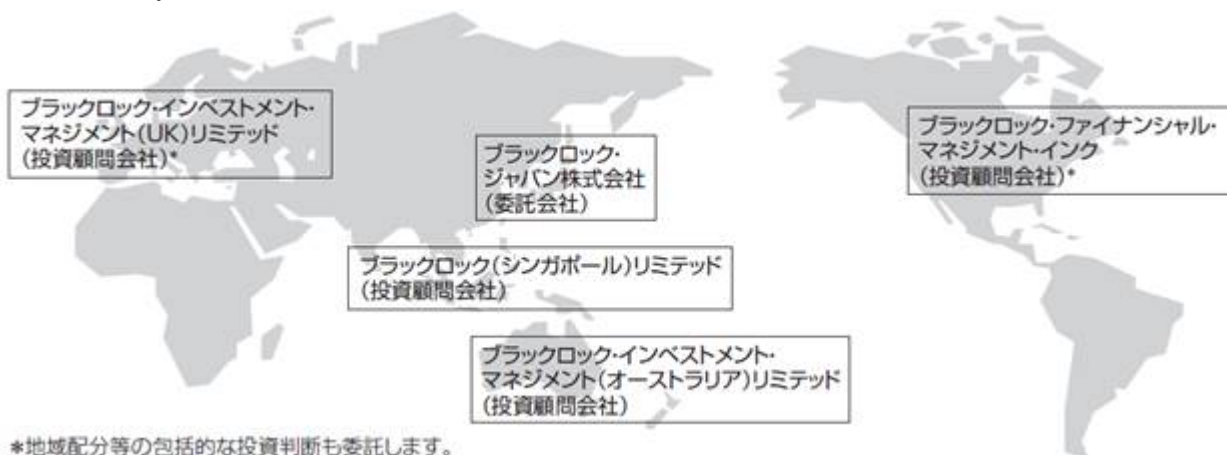 ブラックロック・インベストメント・
マネジメント(UK)リミテッド
(投資顧問会社)*
ブラックロック・
ジャパン株式会社
(委託会社)
ブラックロック・ファイナンシャル・
マネジメント・インク
(投資顧問会社)*
ブラックロック(シンガポール)リミテッド
(投資顧問会社)
ブラックロック・インベストメント・
マネジメント(オーストラリア)リミテッド
(投資顧問会社)
*地域配分等の包括的な投資判断も委託します。